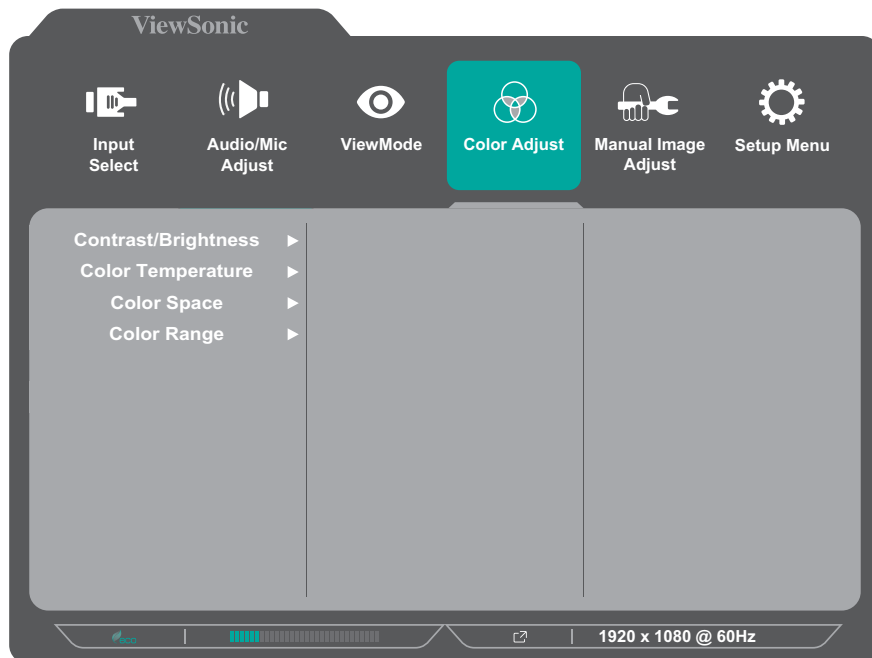 ViewSonic
Input Select
Audio/Mic Adjust
ViewMode
Color Adjust
Manual Image Adjust
Setup Menu
Contrast/Brightness
Color Temperature
Color Space
Color Range
eco
1920 x 1080 @ 60Hz